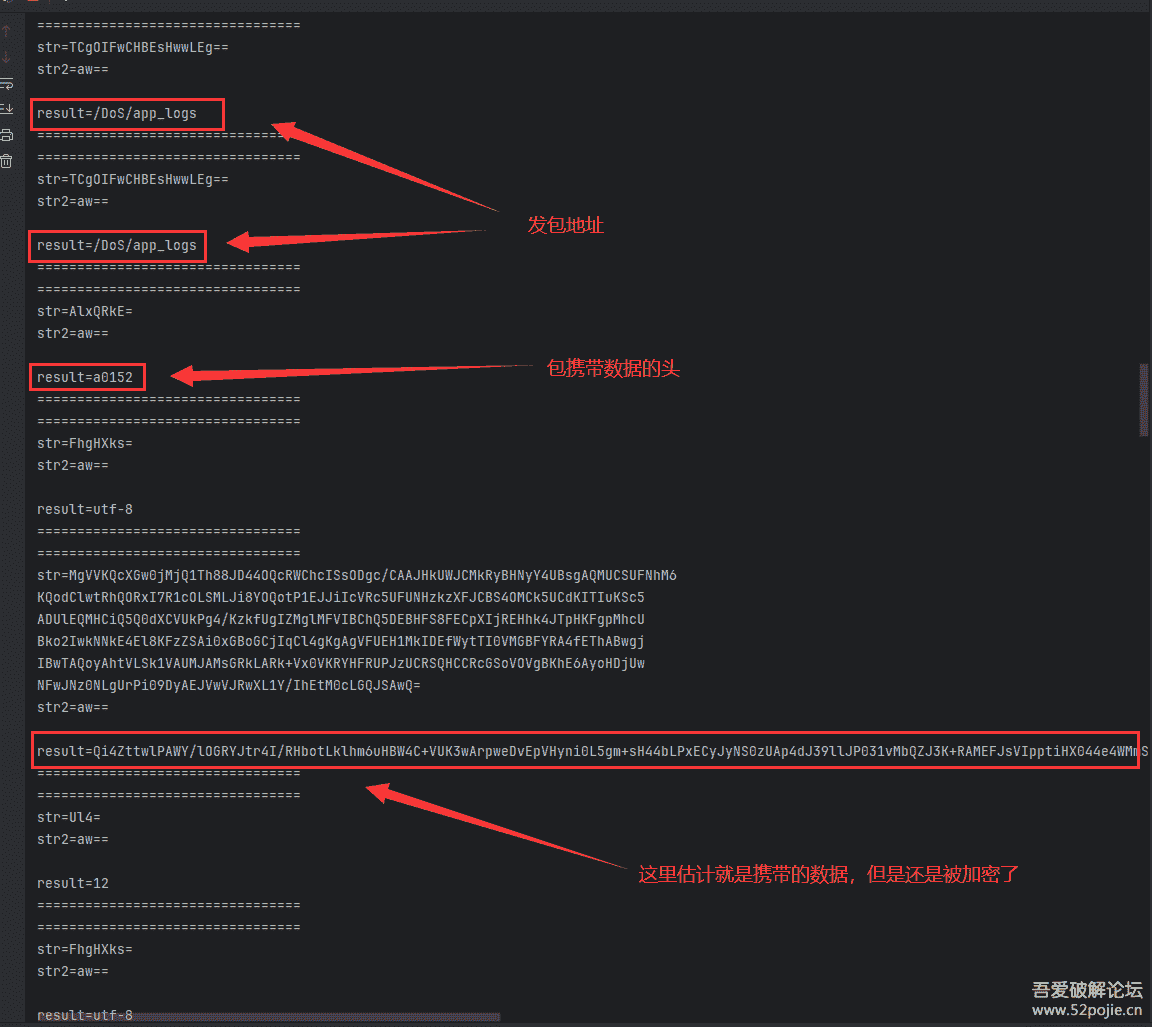 =================================
str=TCgOIFwCHBEsHwwLEg==
str2=aw==
result=/DoS/app_logs
=================================
=================================
str=TCgOIFwCHBEsHwwLEg==
str2=aw==
发包地址
result=/DoS/app_logs
=================================
=================================
str=AlxQRkE=
str2=aw==
包携带数据的头
result=a0152
=================================
=================================
str=FhgHXks=
str2=aw==
result=utf-8
=================================
=================================
str=MgVVKQcXGw0jMjQ1Th88JD44OQcRWChcISsODgc/CAAJHkUWJCMkRyBHNyY4UBsgAQMUCSUFNhM6
KQodClwtRhQORxI7R1cOLSMLJi8YOQotP1EJJiIcVRc5UFUNHzkzXFJCBS4OMCk5UCdKITIuKSc5
ADUlEQMHCiQ5Q0dXCVUkPg4/KzkfUgIZMglMFVIBChQ5DEBHFS8FECpXIjREHhk4JTpHKFgpMhcU
Bko2IwkNNkE4El8KFzZSAi0xGBoGCjIqCl4gKgAgVFUEH1MkIDEfWytTI0VMGBFYRA4fEThABwgj
IBwTAQoyAhtVLSk1VAUMJAMsGRkLARk+Vx0VKRYHFRUPJzUCRSQHCCRcGSoVOVgBKhE6AyoHDjUw
NFwJNz0NLgUrPi09DyAEJVwVJRwXL1Y/IhEtM0cLGQJSAwQ=
str2=aw==
result=Qi4ZttwlPAWY/lOGRYJtr4I/RHbotLklhm6uHBW4C+VUK3wArpweDvEpVHyni0L5gm+sH44bLPxECyJyNS0zUAp4dJ39llJP031vMbQZJ3K+RAMEFJsVIpptiHX044e4WMmS
=================================
=================================
str=Ul4=
str2=aw==
这里估计就是携带的数据，但是还是被加密了
result=12
=================================
=================================
str=FhgHXks=
str2=aw==
result=utf-8
吾爱破解论坛
www.52pojie.cn